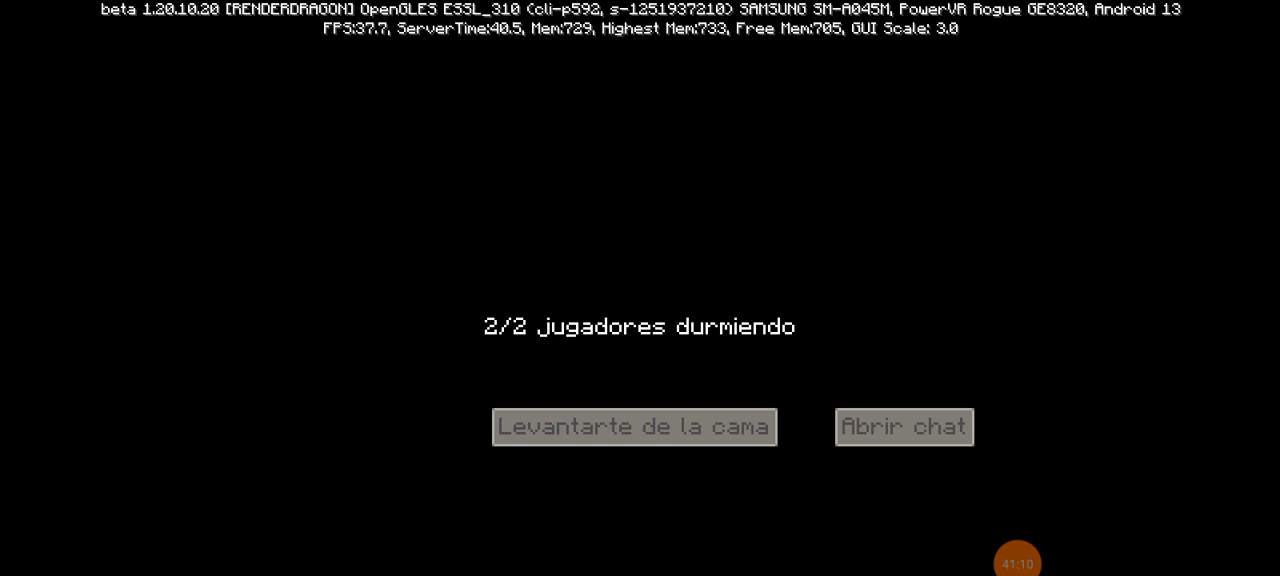 beta 1.20.10.20 [RENDERDRAGON] OpenGLES ESSL_310 (cli-p592, s-1251937210) SAMSUNG SM-A045M, PowerVR Rogue GE8320, Android 13
FPS:37.7, ServerTime:40.5, Mem:729, Highest Mem:733, Free Mem:705, GUI Scale: 3.0
2/2 jugadores durmiendo
Levantarte de la cama
Abrir chat
41:10